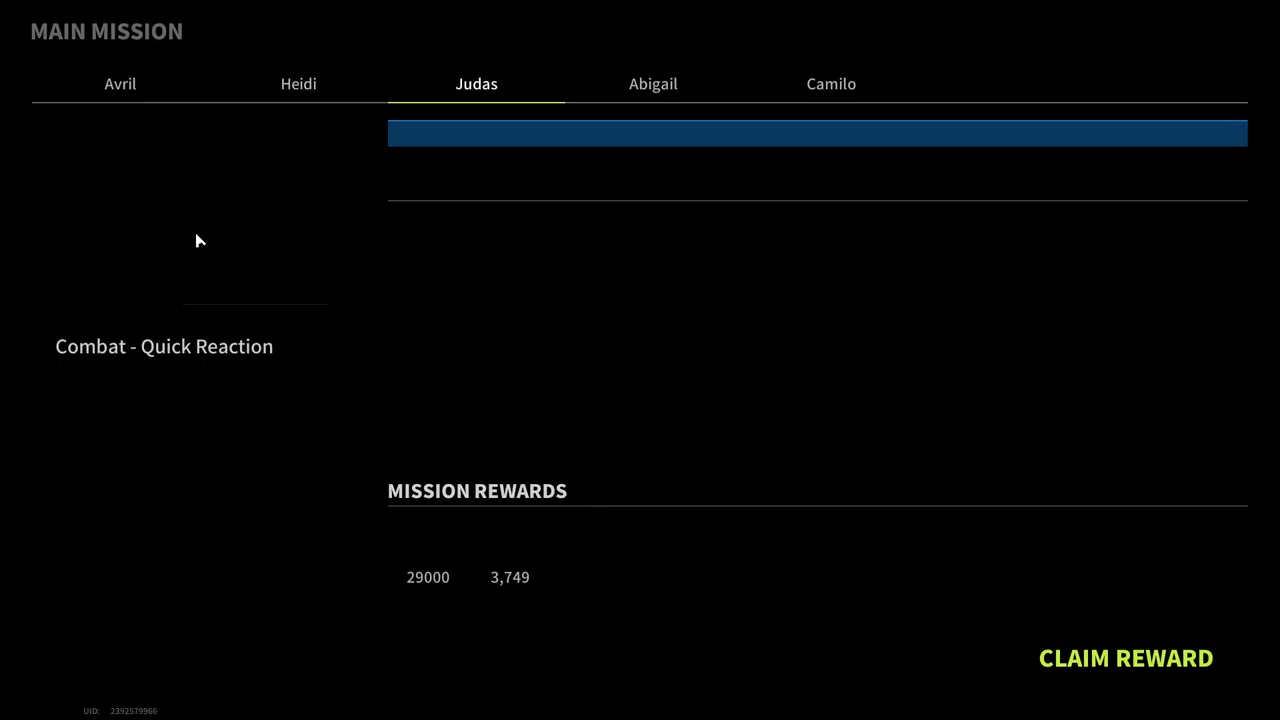 MAIN MISSION
Avril Heidi Judas Abigail Camilo
Combat - Quick Reaction
MISSION REWARDS
29000 3,749
CLAIM REWARD
UID: 2392579966